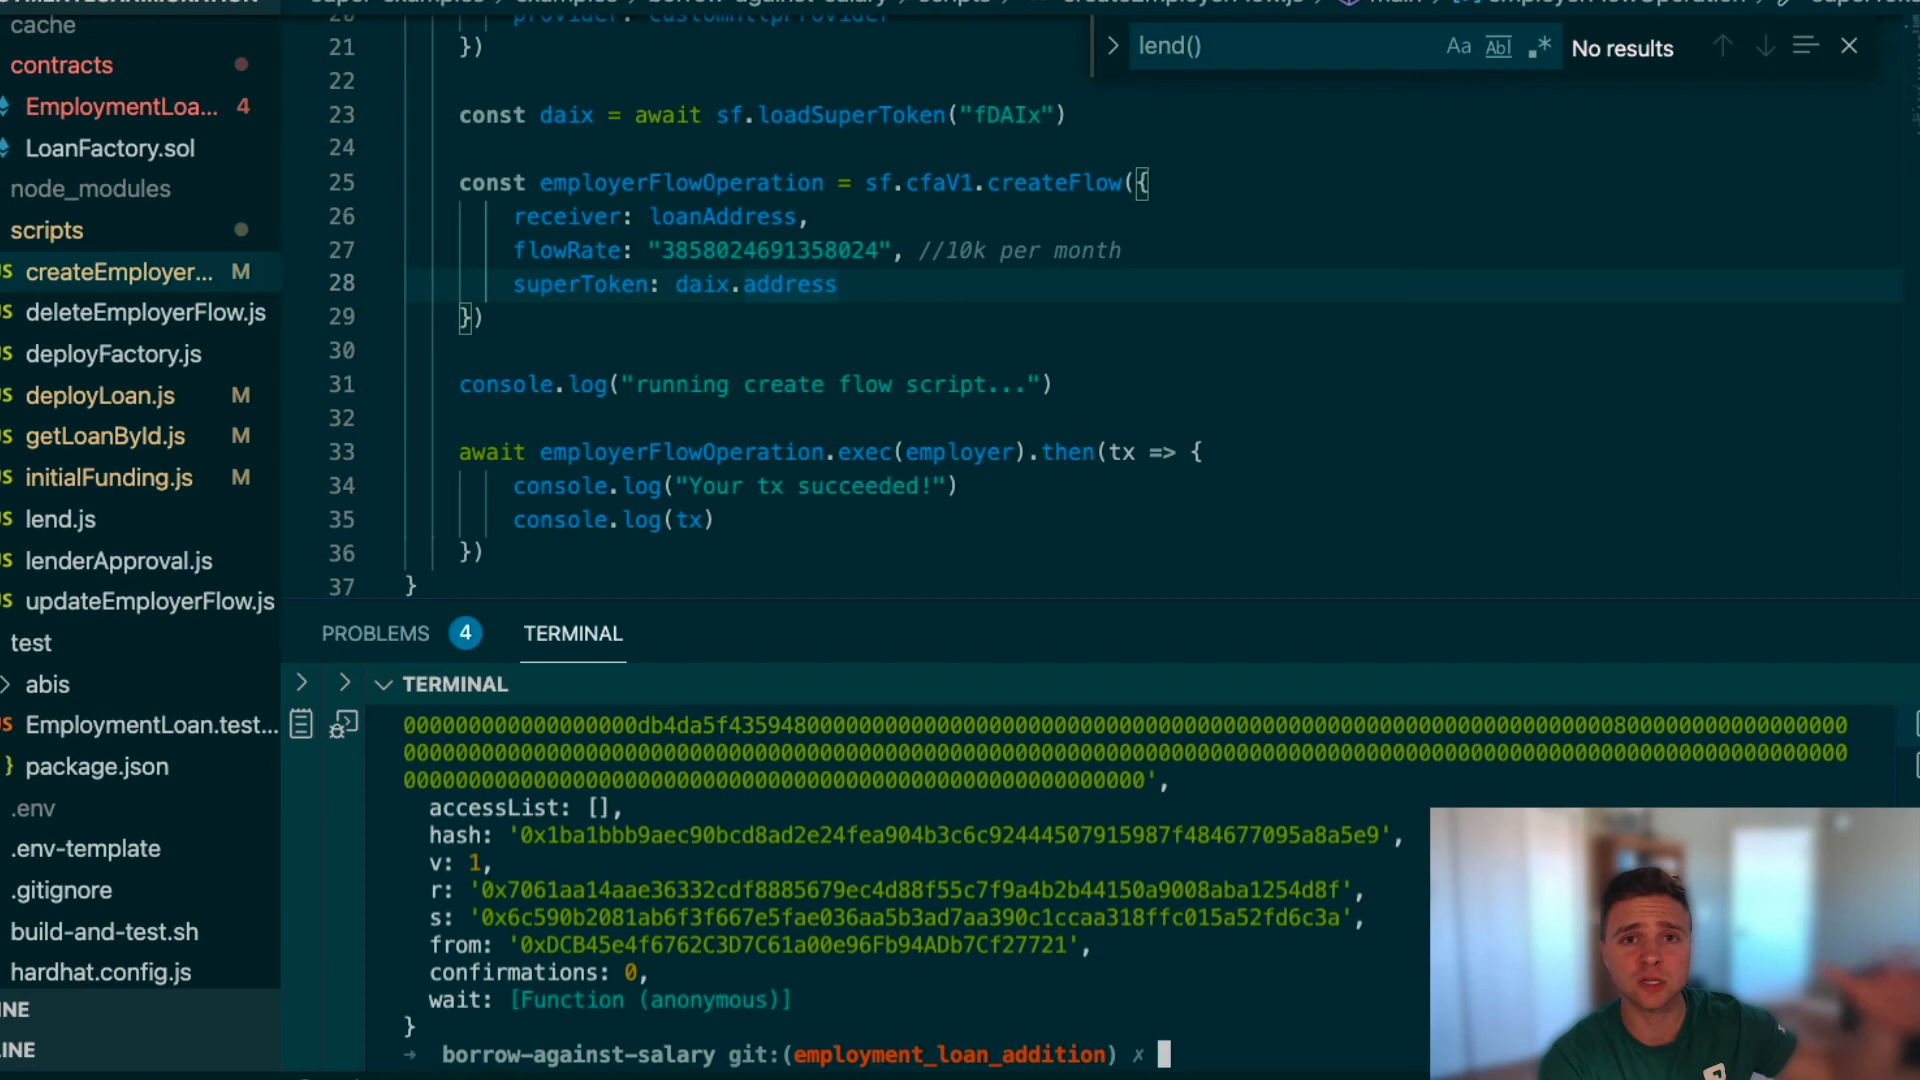 cache
contracts
EmploymentLoa... 4
LoanFactory.sol
node_modules
scripts
createEmployer... M
deleteEmployerFlow.js
deployFactory.js
deployLoan.js M
getLoanById.js M
initialFunding.js M
lend.js
lenderApproval.js
updateEmployerFlow.js
test
abis
EmploymentLoan.test...
package.json
.env
.env-template
.gitignore
build-and-test.sh
hardhat.config.js
lend() Aa Abl .* No results
21 })
22
23 const daix = await sf.loadSuperToken("fDAIx")
24
25 const employerFlowOperation = sf.cfaV1.createFlow({
26 receiver: loanAddress,
27 flowRate: "3858024691358024", //10k per month
28 superToken: daix.address
29 })
30
31 console.log("running create flow script...")
32
33 await employerFlowOperation.exec(employer).then(tx => {
34 console.log("Your tx succeeded!")
35 console.log(tx)
36 })
37 }
PROBLEMS 4 TERMINAL
TERMINAL
accessList: [],
hash: '0x1ba1bbb9aec90bcd8ad2e24fea904b3c6c92444507915987f484677095a8a5e9',
v: 1,
r: '0x7061aa14aae36332cdf8885679ec4d88f55c7f9a4b2b44150a9008aba1254d8f',
s: '0x6c590b2081ab6f3f667e5fae036aa5b3ad7aa390c1ccaa318ffc015a52fd6c3a',
from: '0xDCB45e4f6762C3D7C61a00e96Fb94ADb7Cf27721',
confirmations: 0,
wait: [Function (anonymous)]
}
→ borrow-against-salary git:(employment_loan_addition) ✗